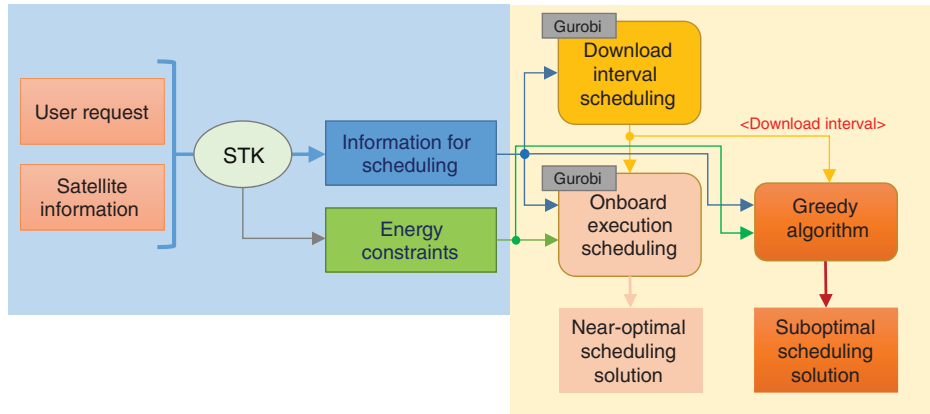 User request
Satellite
information
STK
Information for
scheduling
Energy
constraints
Gurobi
Download
interval
scheduling
<Download interval>
Gurobi
Onboard
execution
scheduling
Greedy
algorithm
Near-optimal
scheduling
solution
Suboptimal
scheduling
solution